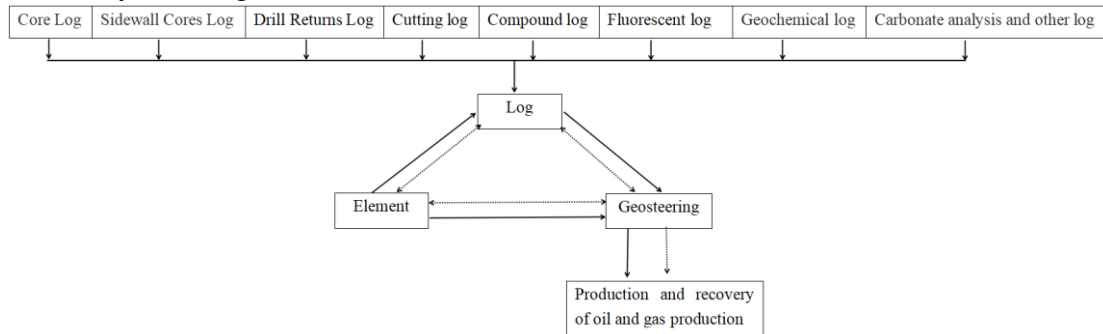 Core Log Sidewall Cores Log Drill Returns Log Cutting log Compound log Fluorescent log Geochemical log Carbonate analysis and other log
Log
Element Geosteering
Production and recovery
of oil and gas production